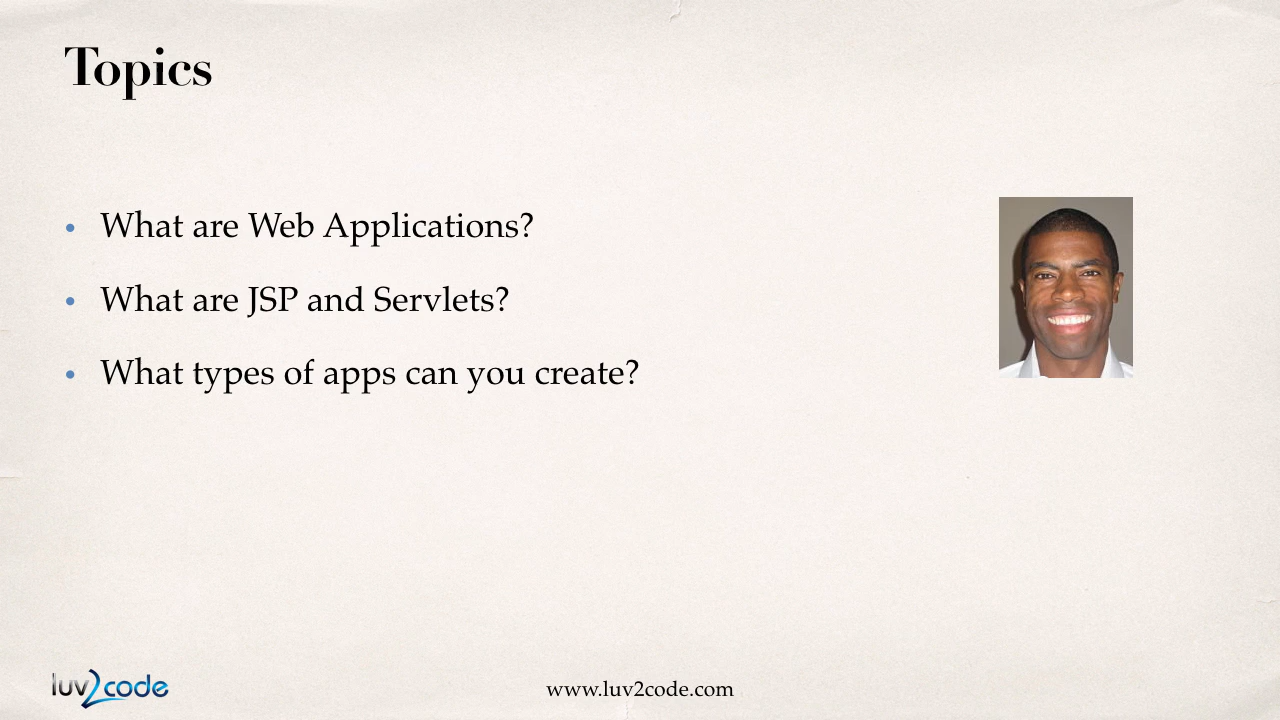 Topics
• What are Web Applications?
• What are JSP and Servlets?
• What types of apps can you create?
luv2code
www.luv2code.com